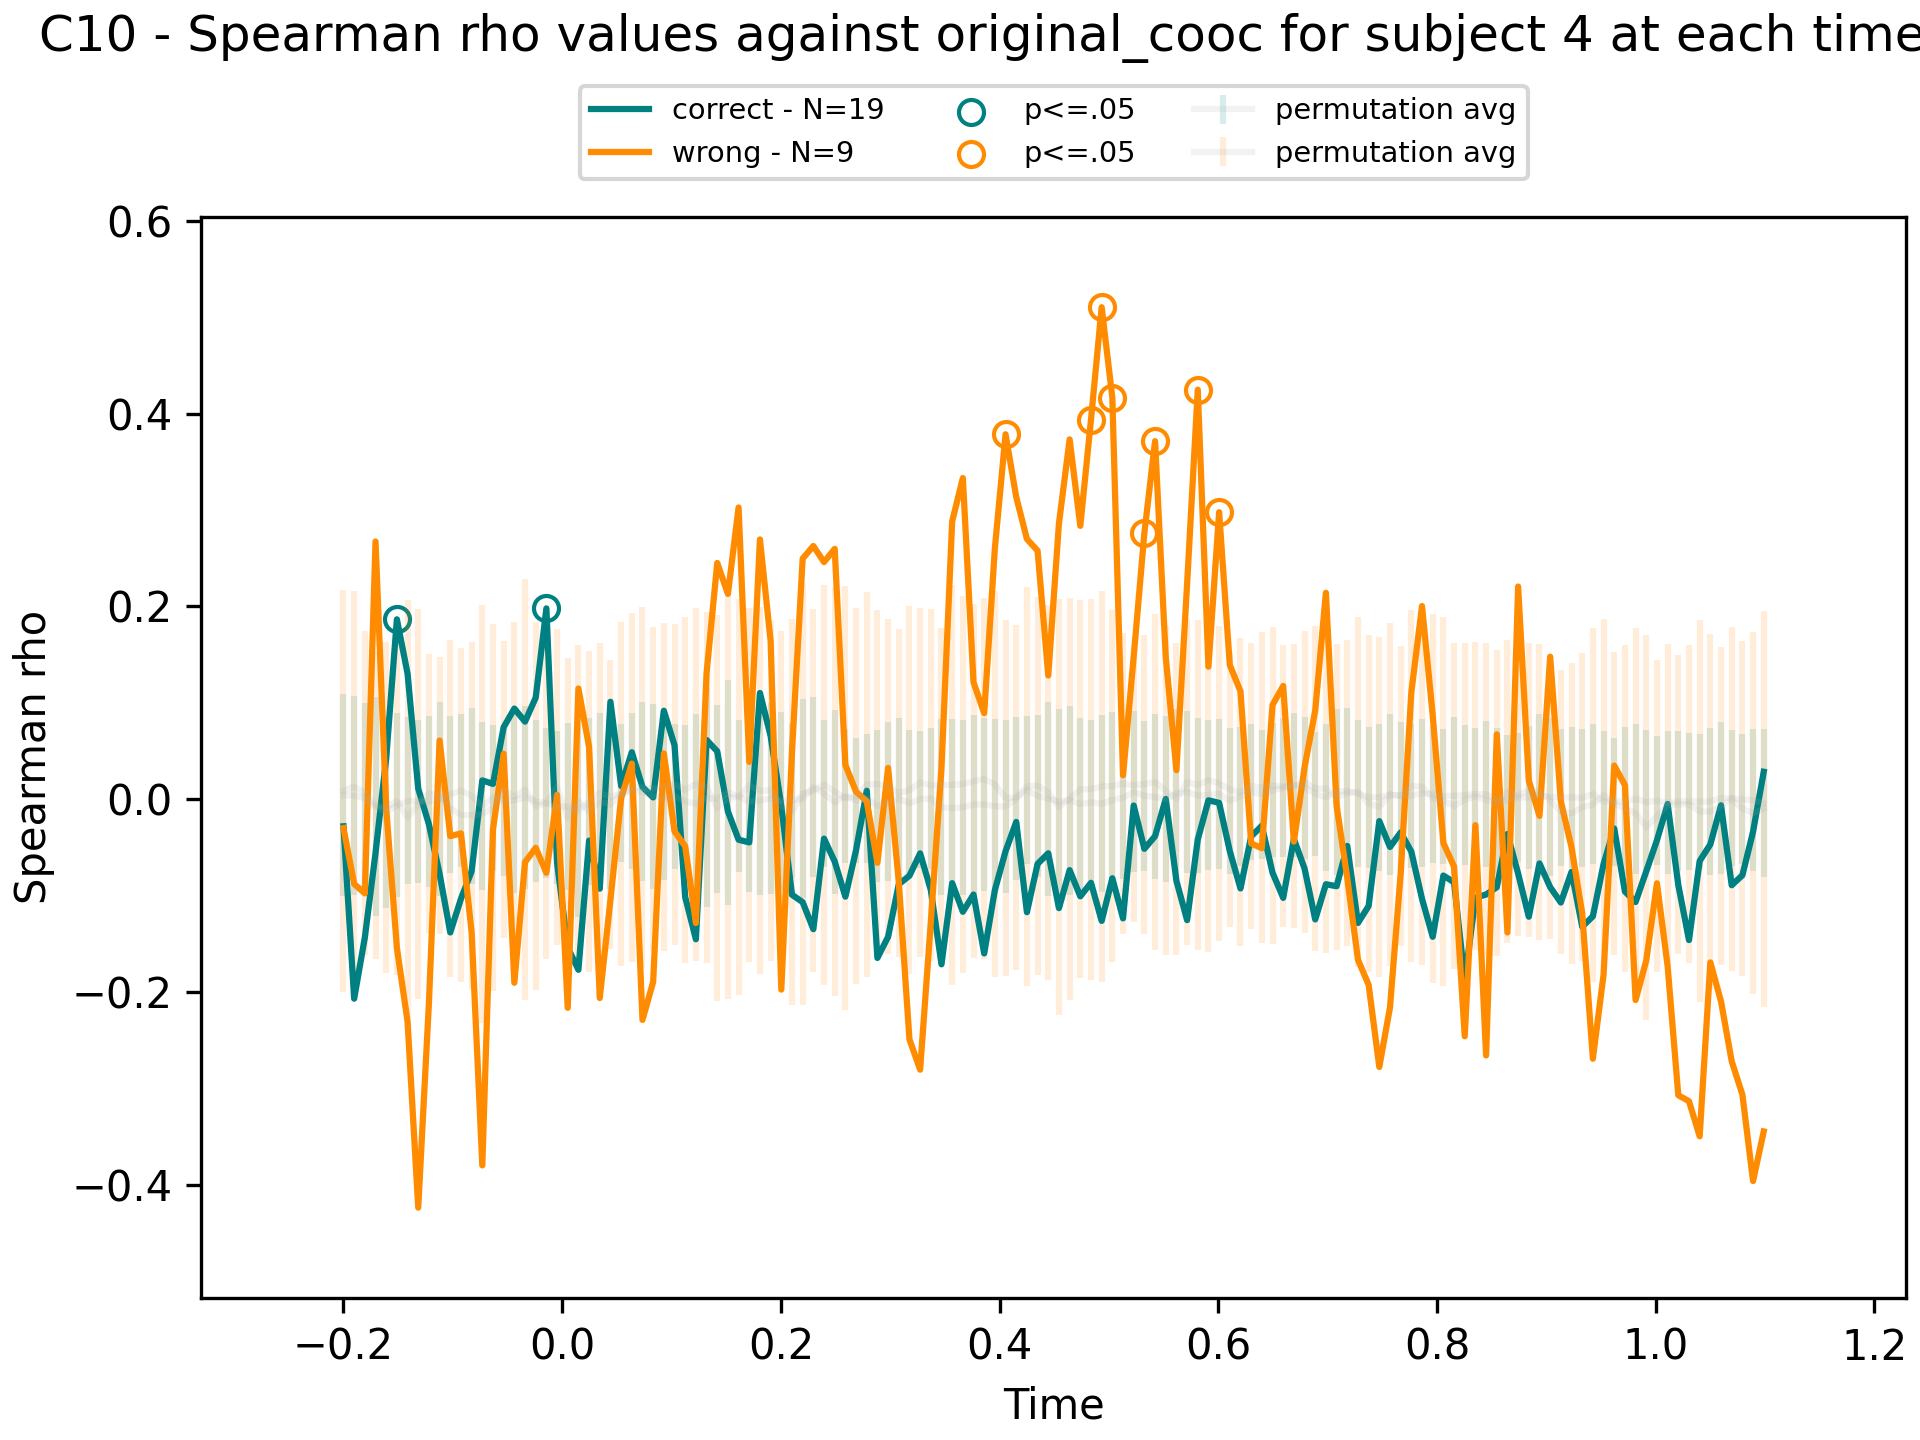 C10 - Spearman rho values against original_cooc for subject 4 at each time
correct - N=19
wrong - N=9
p<=.05
p<=.05
permutation avg
permutation avg
Spearman rho
0.6
0.4
0.2
0.0
−0.2
−0.4
−0.2
0.0
0.2
0.4
0.6
0.8
1.0
1.2
Time